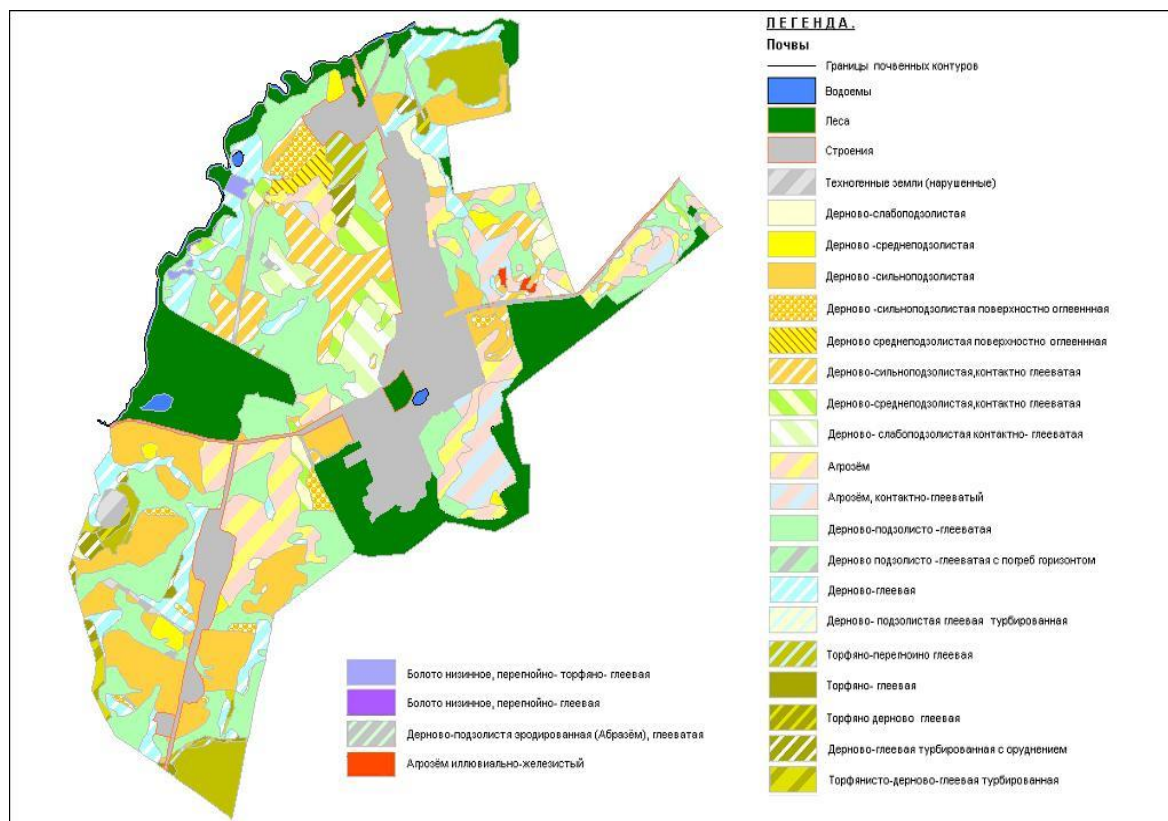 ЛЕГЕНДА.
Почвы
Границы почвенных контуров
Водоемы
Леса
Строения
Техногенные земли (нарушенные)
Дерново-слабоподзолистая
Дерново -среднеподзолистая
Дерново -сильноподзолистая
Дерново -сильноподзолистая поверхностно оглееннная
Дерново среднеподзолистая поверхностно оглееннная
Дерново-сильноподзолистая,контактно глееватая
Дерново-среднеподзолистая,контактно глееватая
Дерново- слабоподзолистая контактно- глееватая
Агрозём
Агрозём, контактно-глееватый
Дерново-подзолисто -глееватая
Дерново подзолисто -глееватая с погреб горизонтом
Дерново-глеевая
Дерново- подзолистая глеевая турбированная
Торфяно-перегнойно глеевая
Торфяно- глеевая
Торфяно дерново глеевая
Дерново-глеевая турбированная с оруднением
Торфянисто-дерново-глеевая турбированная
Болото низинное, перегнойно- торфяно- глеевая
Болото низинное, перегнойно- глеевая
Дерново-подзолистя эродированная (Абразём), глееватая
Агрозём иллювиально-железистый